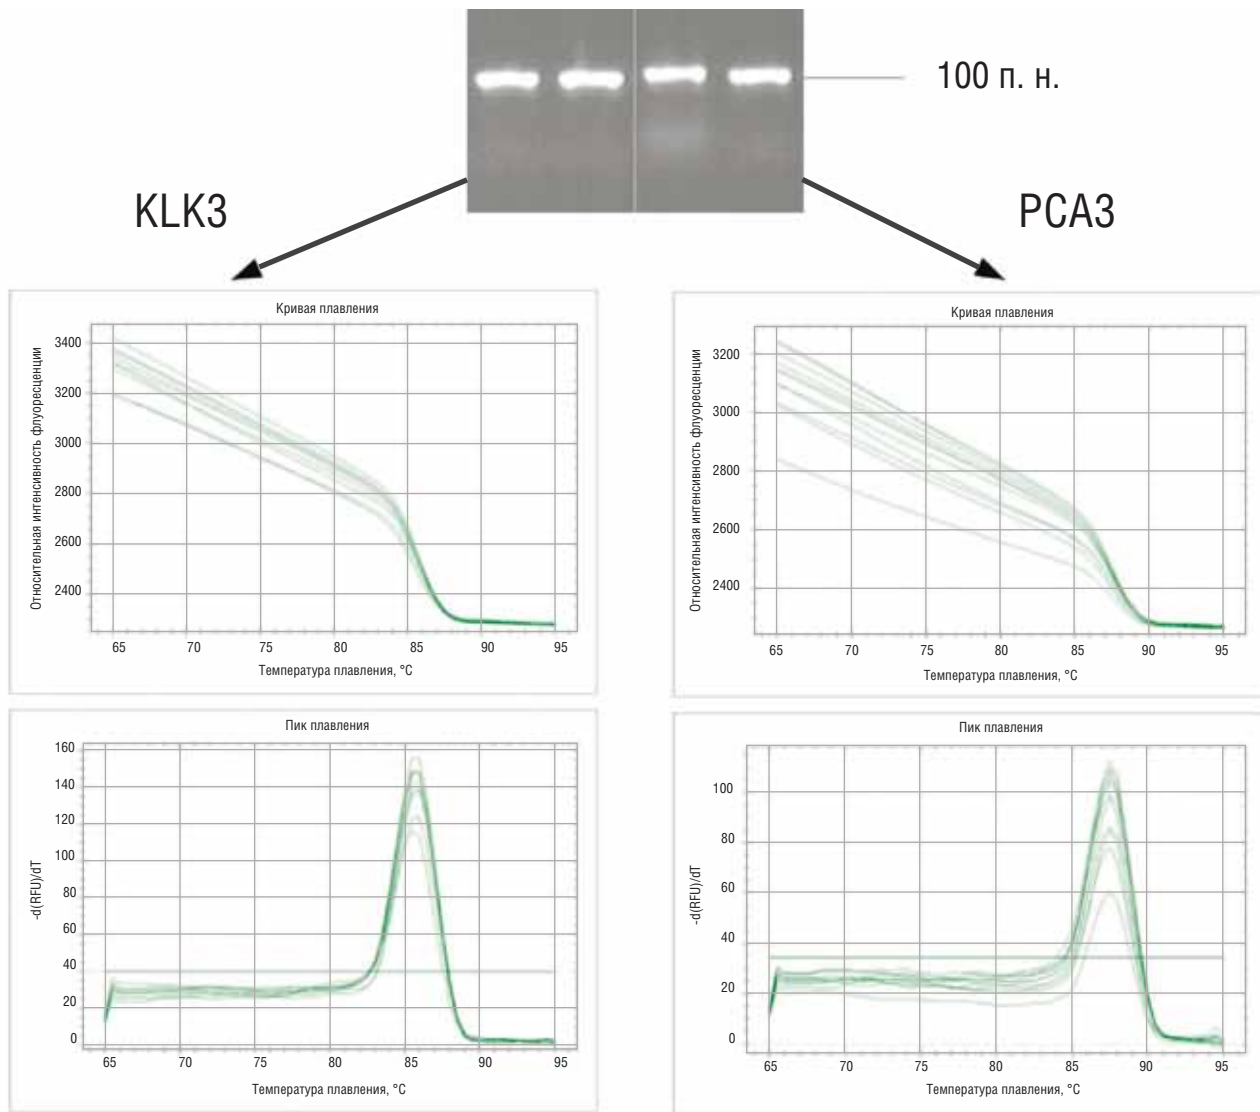 100 п. н.
KLK3
PCA3
Кривая плавления
Относительная интенсивность флуоресценции
3400
3200
3000
2800
2600
2400
65 70 75 80 85 90 95
Температура плавления, °C
Кривая плавления
Относительная интенсивность флуоресценции
3200
3000
2800
2600
2400
65 70 75 80 85 90 95
Температура плавления, °C
Пик плавления
-d(RFU)/dT
160
140
120
100
80
60
40
20
0
65 70 75 80 85 90 95
Температура плавления, °C
Пик плавления
-d(RFU)/dT
100
80
60
40
20
0
65 70 75 80 85 90 95
Температура плавления, °C